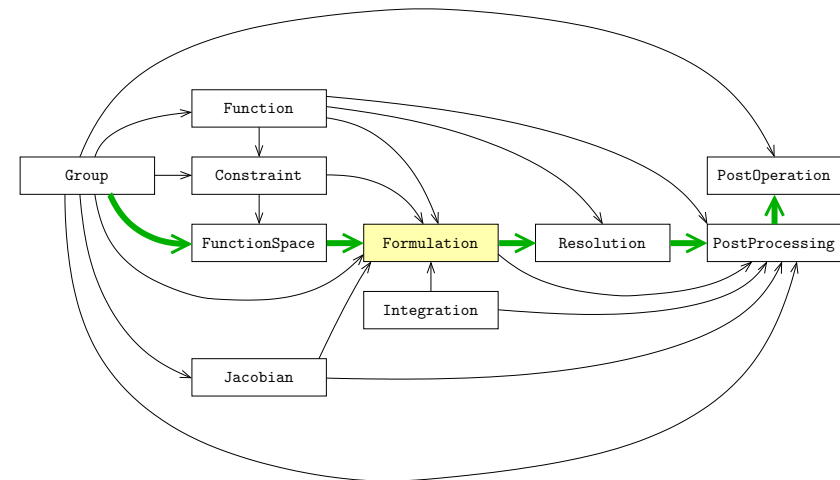 Function
Group
Constraint
PostOperation
FunctionSpace
Formulation
Resolution
PostProcessing
Integration
Jacobian